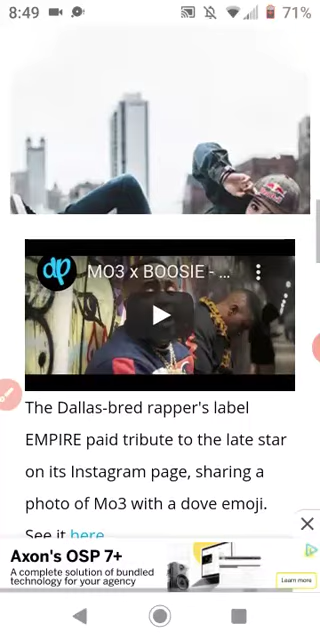 8:49
71%
dp
MO3 x BOOSIE - ...
The Dallas-bred rapper's label
EMPIRE paid tribute to the late star
on its Instagram page, sharing a
photo of Mo3 with a dove emoji.
See it here
Axon's OSP 7+
A complete solution of bundled
technology for your agency
Learn more